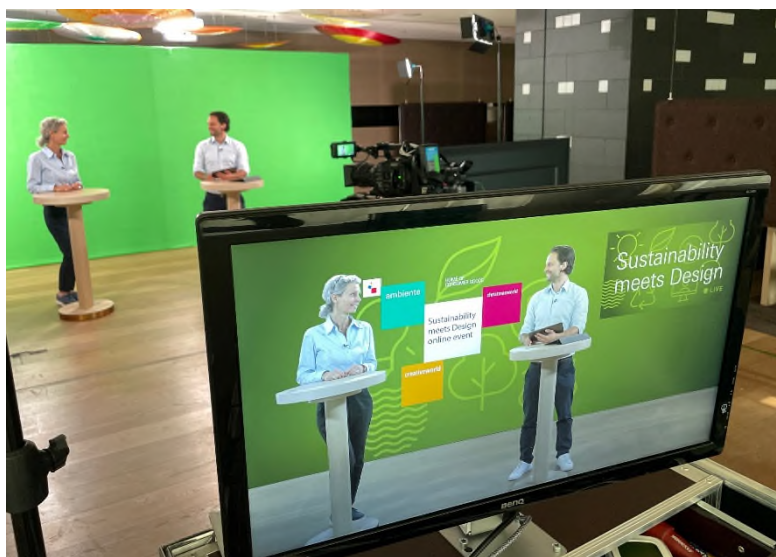 ambiente
christmasworld
Sustainability
meets Design
online event
creativeworld
Sustainability
meets Design
LIVE
BenQ